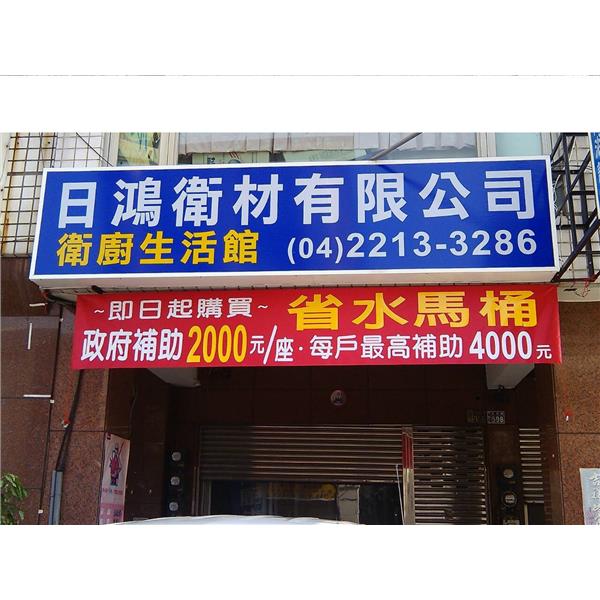 日鴻衛材有限公司
衛廚生活館 (04)2213-3286
~即日起購買~ 省水馬桶
政府補助2000元/座‧每戶最高補助4000元